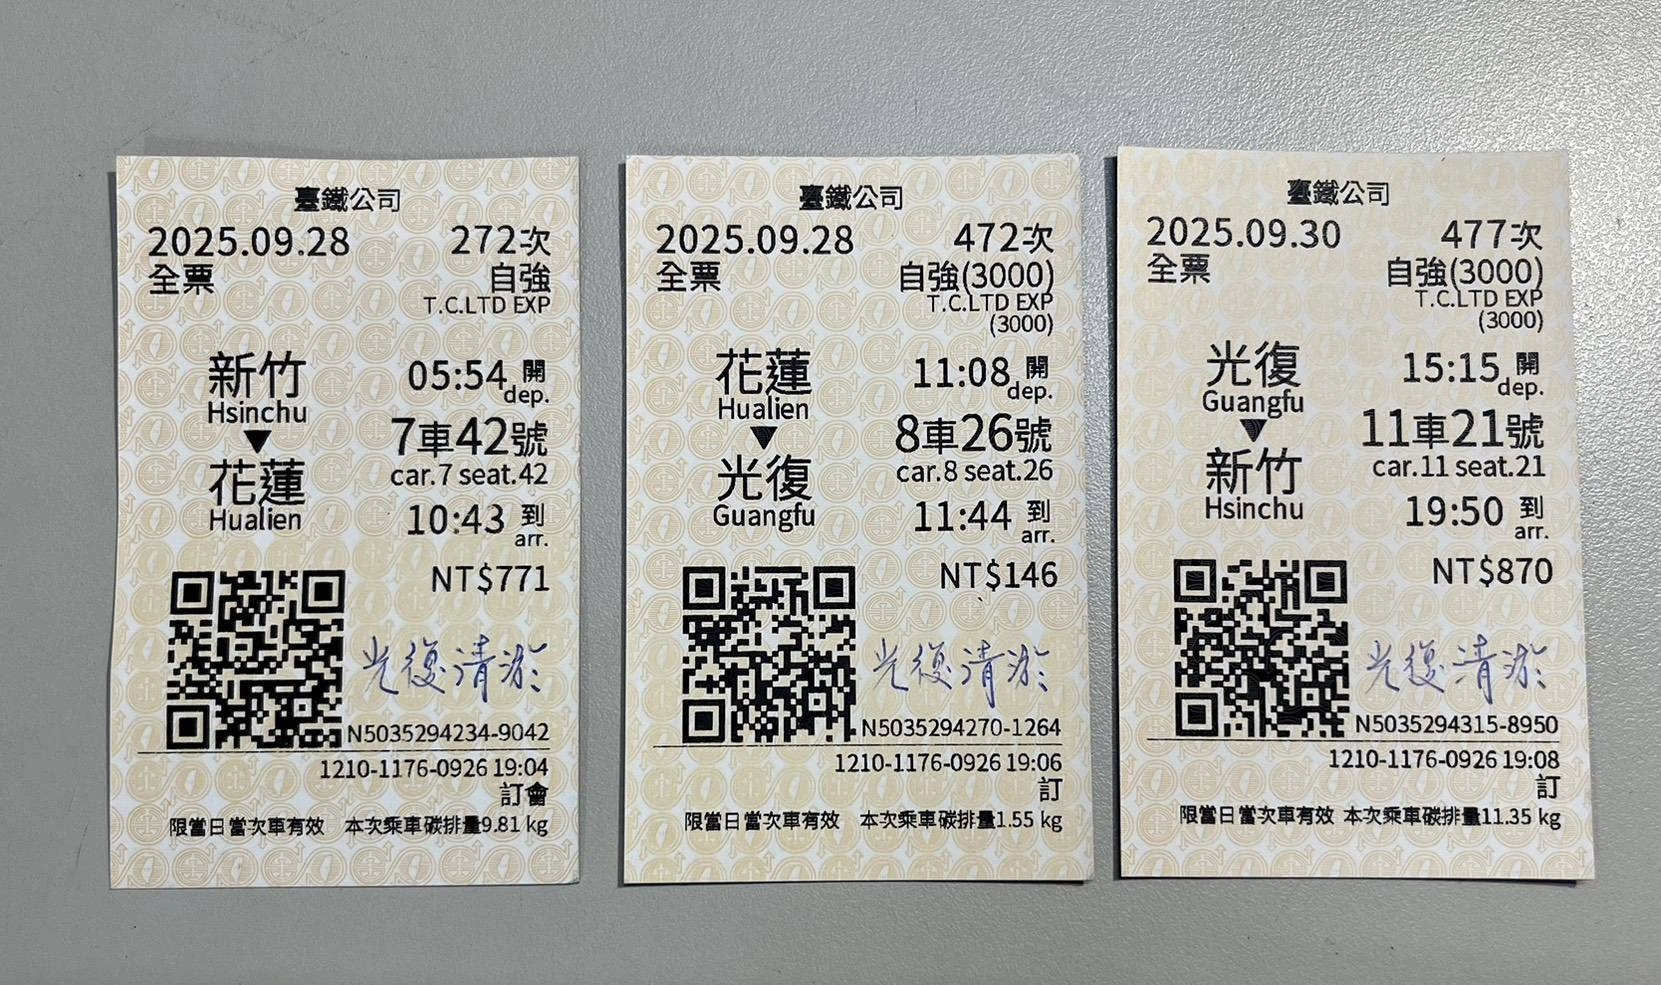 臺鐵公司
2025.09.28 272次
全票 自強
T.C.LTD EXP
新竹 05:54 開
Hsinchu dep.
▼ 7車42號
花蓮 car.7 seat.42
Hualien 10:43 到
arr.
NT$771
光復清淤
N5035294234-9042
1210-1176-0926 19:04
訂會
限當日當次車有效 本次乘車碳排量9.81 kg
臺鐵公司
2025.09.28 472次
全票 自強(3000)
T.C.LTD EXP
(3000)
花蓮 11:08 開
Hualien dep.
▼ 8車26號
光復 car.8 seat.26
Guangfu 11:44 到
arr.
NT$146
光復清淤
N5035294270-1264
1210-1176-0926 19:06
訂
限當日當次車有效 本次乘車碳排量1.55 kg
臺鐵公司
2025.09.30 477次
全票 自強(3000)
T.C.LTD EXP
(3000)
光復 15:15 開
Guangfu dep.
▼ 11車21號
新竹 car.11 seat.21
Hsinchu 19:50 到
arr.
NT$870
光復清淤
N5035294315-8950
1210-1176-0926 19:08
訂
限當日當次車有效 本次乘車碳排量11.35 kg